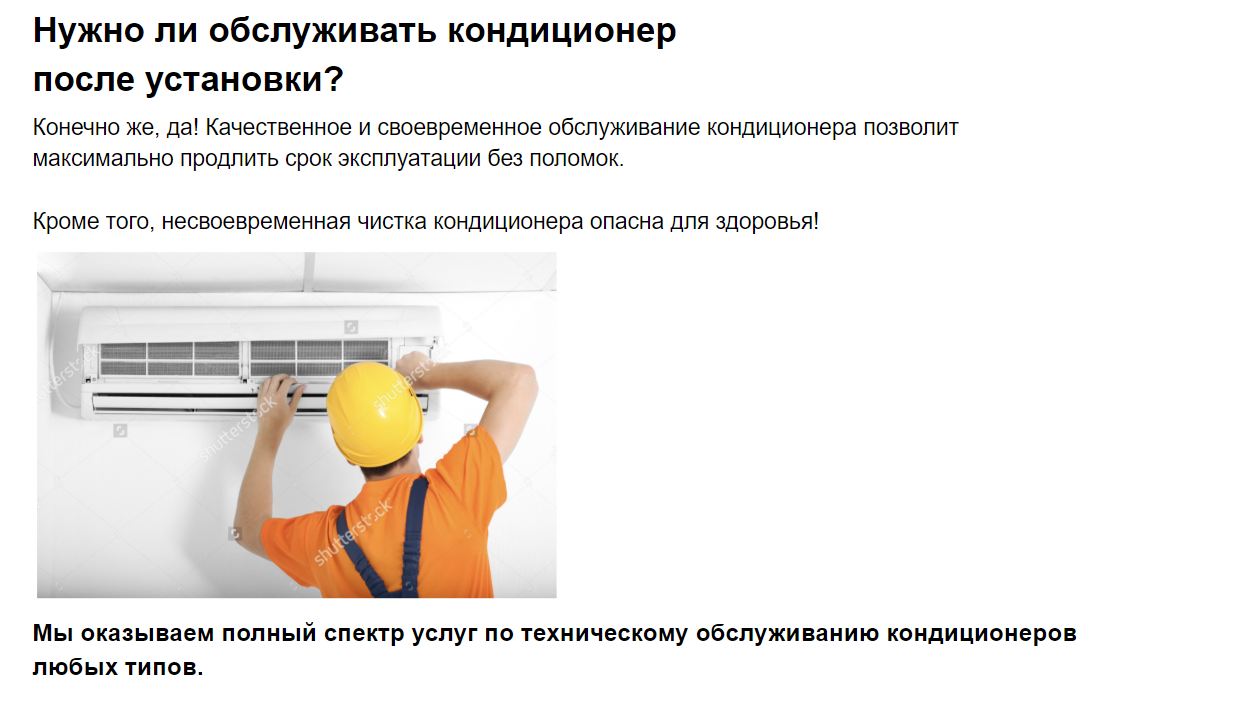 Нужно ли обслуживать кондиционер
после установки?
Конечно же, да! Качественное и своевременное обслуживание кондиционера позволит
максимально продлить срок эксплуатации без поломок.
Кроме того, несвоевременная чистка кондиционера опасна для здоровья!
shutterstock
shutterstock
shutterstock
shutterstock
Мы оказываем полный спектр услуг по техническому обслуживанию кондиционеров
любых типов.